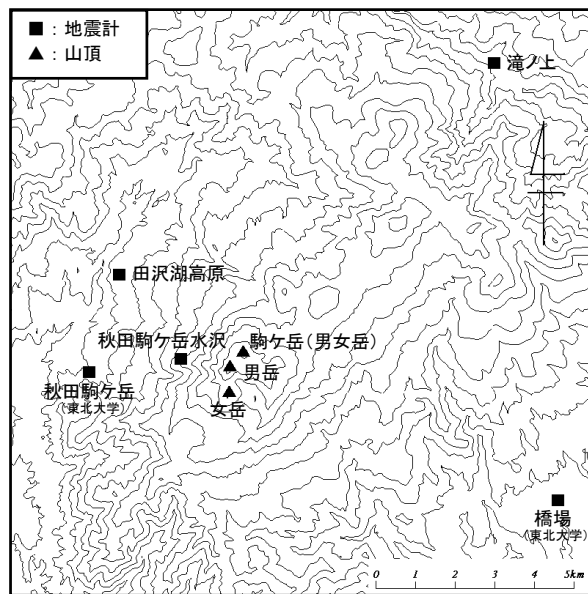 ■：地震計
▲：山頂
滝ノ上
田沢湖高原
秋田駒ケ岳水沢
駒ケ岳（男女岳）
男岳
秋田駒ケ岳
（東北大学）
女岳
橋場
（東北大学）
0 1 2 3 4 5km